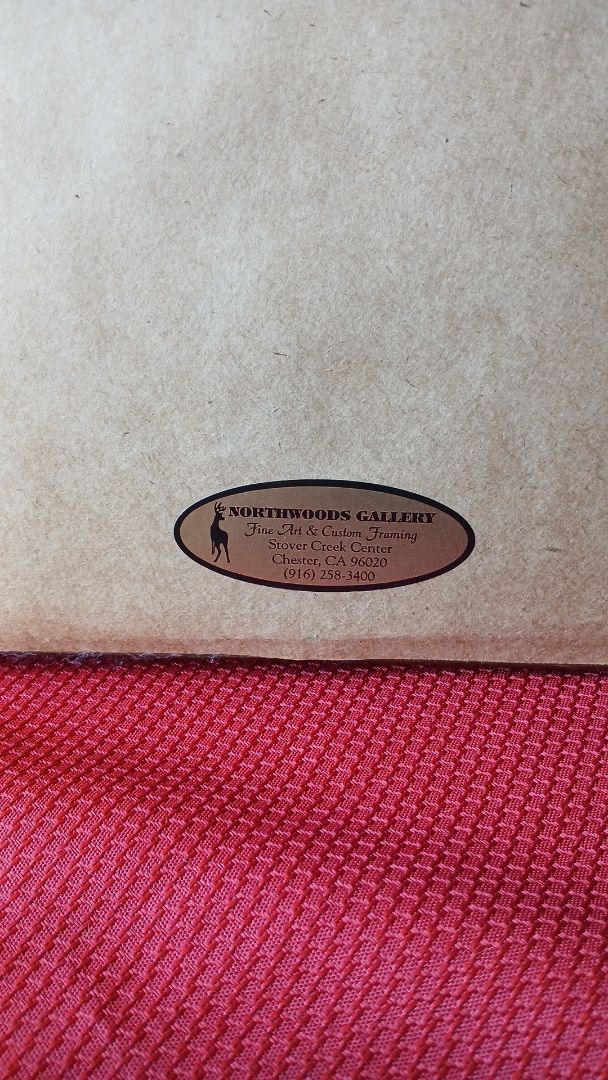 NORTHWOODS GALLERY
Fine Art & Custom Framing
Stover Creek Center
Chester, CA 96020
(916) 258-3400